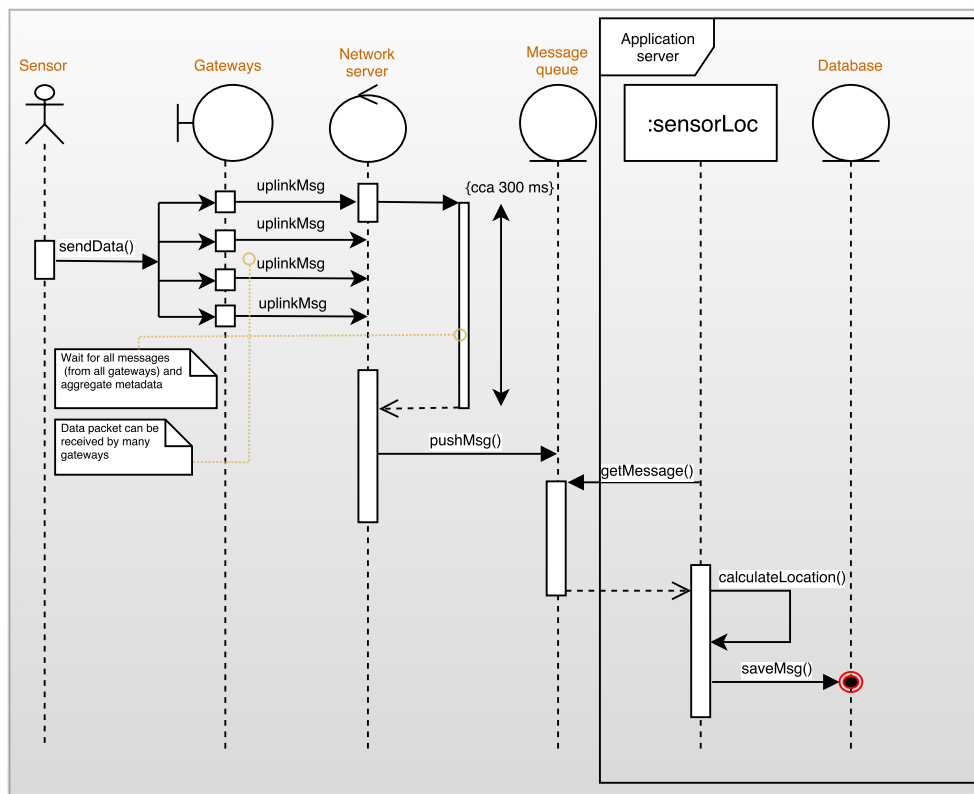 Application
server
Sensor
Gateways
Network
server
Message
queue
Database
:sensorLoc
uplinkMsg
{cca 300 ms}
uplinkMsg
sendData()
uplinkMsg
uplinkMsg
Wait for all messages
(from all gateways) and
aggregate metadata
Data packet can be
received by many
gateways
pushMsg()
getMessage()
calculateLocation()
saveMsg()